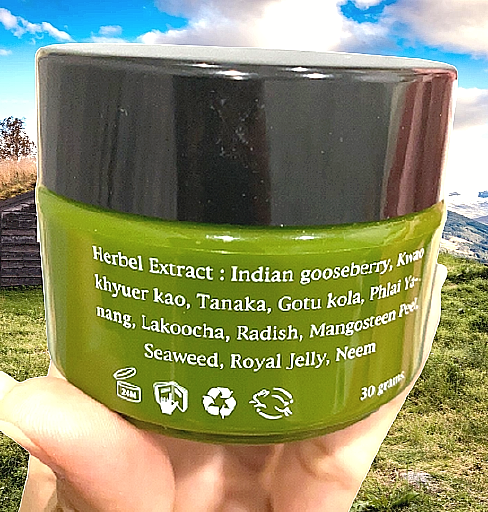 Herbel Extract : Indian gooseberry, Kwao
khyuer kao, Tanaka, Gotu kola, Phlai Ya-
nang, Lakoocha, Radish, Mangosteen Peel,
Seaweed, Royal Jelly, Neem
24M
30 grams